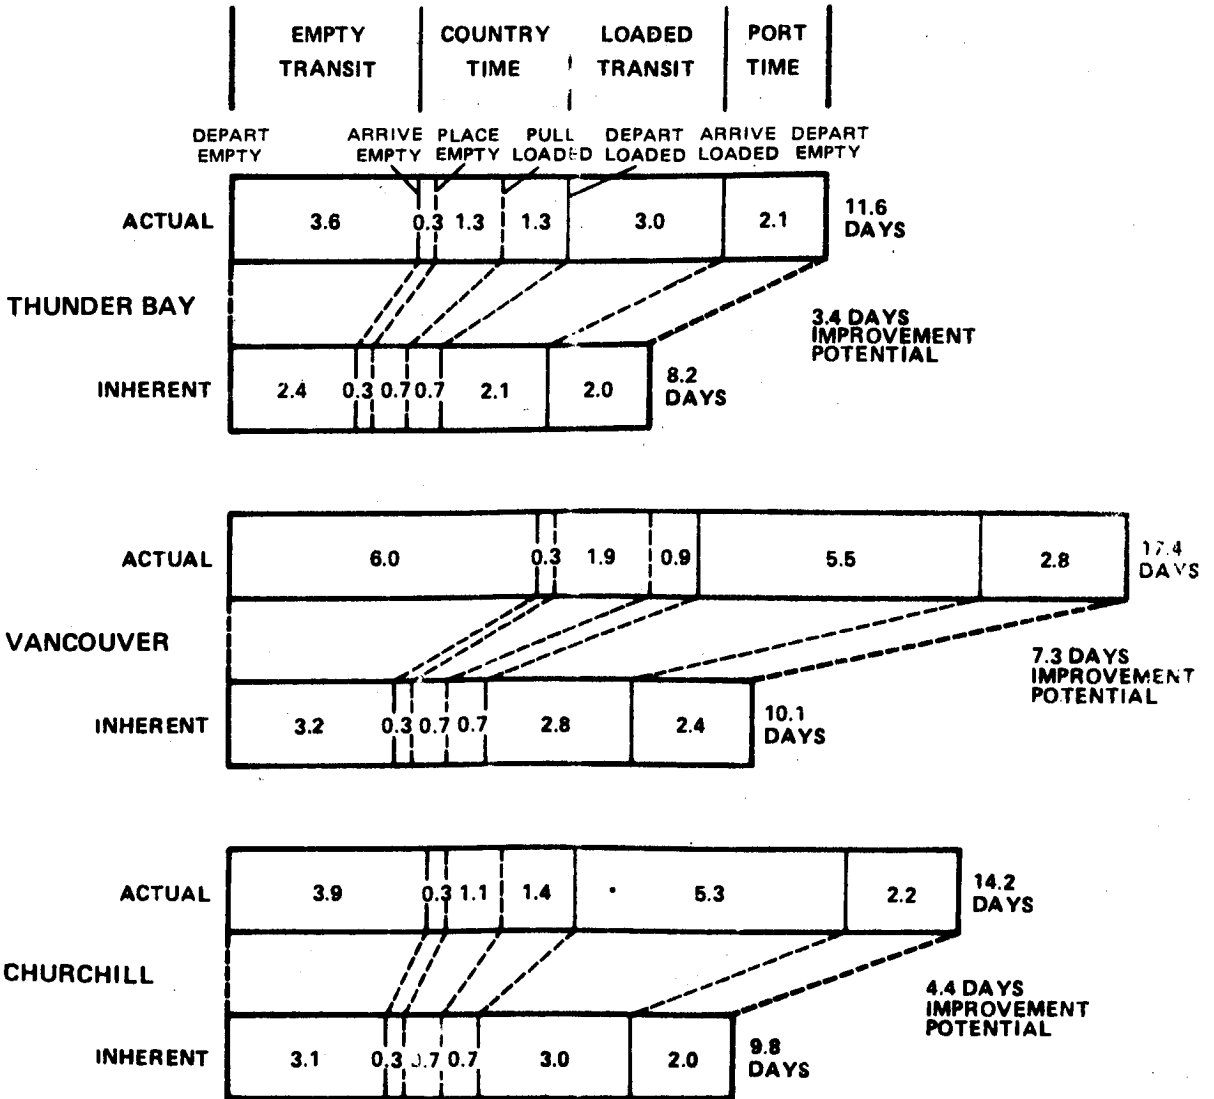 EMPTY TRANSIT
COUNTRY TIME
LOADED TRANSIT
PORT TIME
DEPART EMPTY
ARRIVE EMPTY
PLACE EMPTY
PULL LOADED
DEPART LOADED
ARRIVE LOADED
DEPART EMPTY
ACTUAL 3.6 0.3 1.3 1.3 3.0 2.1 11.6 DAYS
THUNDER BAY
3.4 DAYS
IMPROVEMENT
POTENTIAL
INHERENT 2.4 0.3 0.7 0.7 2.1 2.0 8.2 DAYS
ACTUAL 6.0 0.3 1.9 0.9 5.5 2.8 17.4 DAYS
VANCOUVER
7.3 DAYS
IMPROVEMENT
POTENTIAL
INHERENT 3.2 0.3 0.7 0.7 2.8 2.4 10.1 DAYS
ACTUAL 3.9 0.3 1.1 1.4 5.3 2.2 14.2 DAYS
CHURCHILL
4.4 DAYS
IMPROVEMENT
POTENTIAL
INHERENT 3.1 0.3 0.7 0.7 3.0 2.0 9.8 DAYS